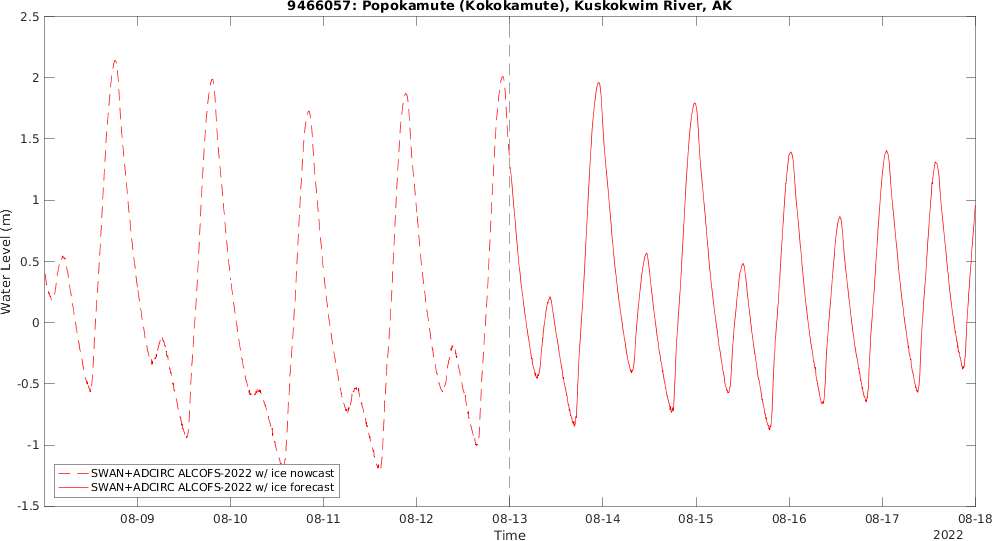 9466057: Popokamute (Kokokamute), Kuskokwim River, AK
2.5
2
1.5
1
0.5
0
-0.5
-1
-1.5
Water Level (m)
SWAN+ADCIRC ALCOFS-2022 w/ ice nowcast
SWAN+ADCIRC ALCOFS-2022 w/ ice forecast
08-09 08-10 08-11 08-12 08-13 08-14 08-15 08-16 08-17 08-18
Time
2022